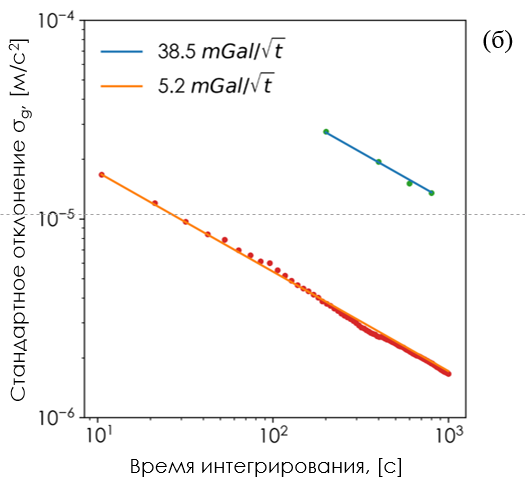 10⁻⁴
(б)
38.5 mGal/√t
5.2 mGal/√t
Стандартное отклонение σg, [м/с²]
10⁻⁵
10⁻⁶
10¹ 10² 10³
Время интегрирования, [с]